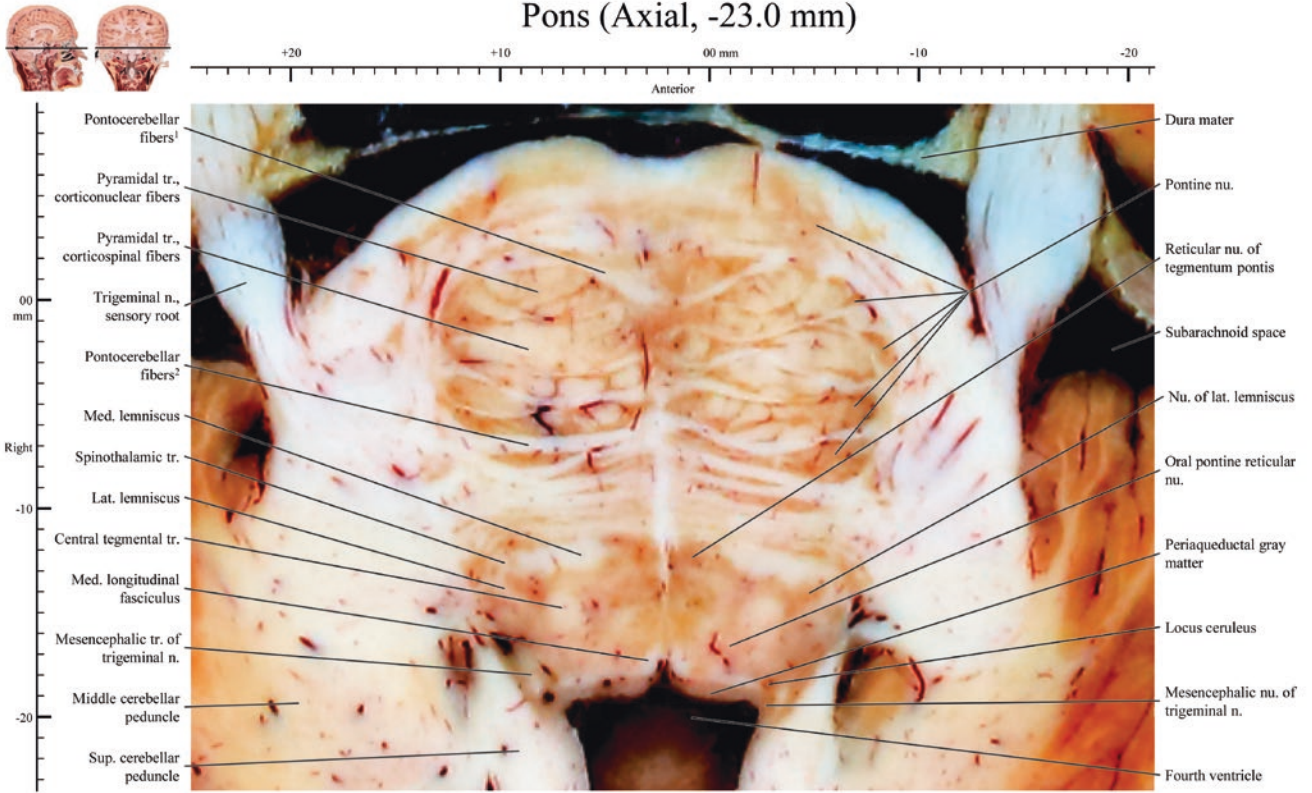 Pons (Axial, -23.0 mm)
+20
+10
00 mm
-10
-20
Anterior
Pontocerebellar
fibers¹
Pyramidal tr.,
corticonuclear fibers
Pyramidal tr.,
corticospinal fibers
00
mm
Trigeminal n.,
sensory root
Pontocerebellar
fibers²
Med. lemniscus
Right
Spinothalamic tr.
Lat. lemniscus
-10
Central tegmental tr.
Med. longitudinal
fasciculus
Mesencephalic tr. of
trigeminal n.
Middle cerebellar
peduncle
-20
Sup. cerebellar
peduncle
Dura mater
Pontine nu.
Reticular nu. of
tegmentum pontis
Subarachnoid space
Nu. of lat. lemniscus
Oral pontine reticular
nu.
Periaqueductal gray
matter
Locus ceruleus
Mesencephalic nu. of
trigeminal n.
Fourth ventricle